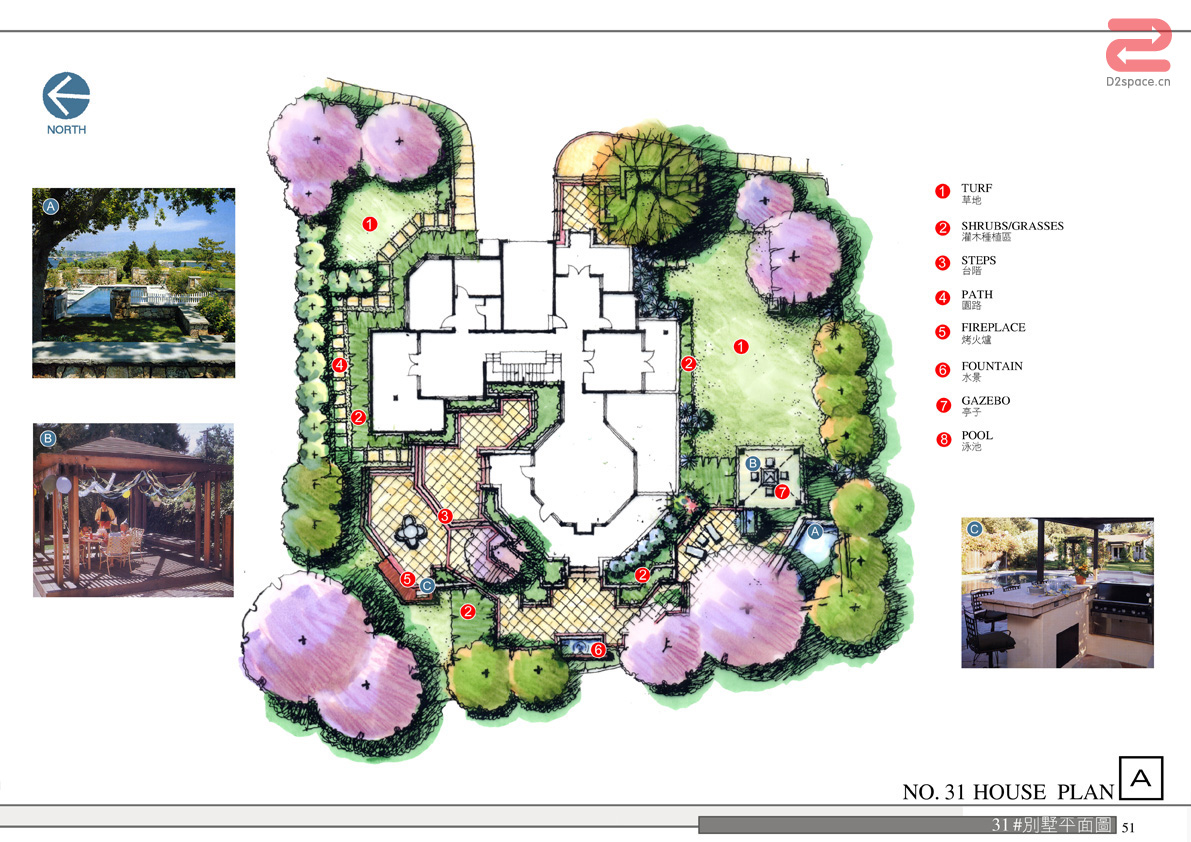 D2space.cn
NORTH
A
B
C
1
1
2
2
2
2
3
4
5
6
7
A
B
C
1 TURF
草地
2 SHRUBS/GRASSES
灌木種植區
3 STEPS
台階
4 PATH
園路
5 FIREPLACE
烤火爐
6 FOUNTAIN
水景
7 GAZEBO
亭子
8 POOL
泳池
NO. 31 HOUSE PLAN A
31#別墅平面圖 51